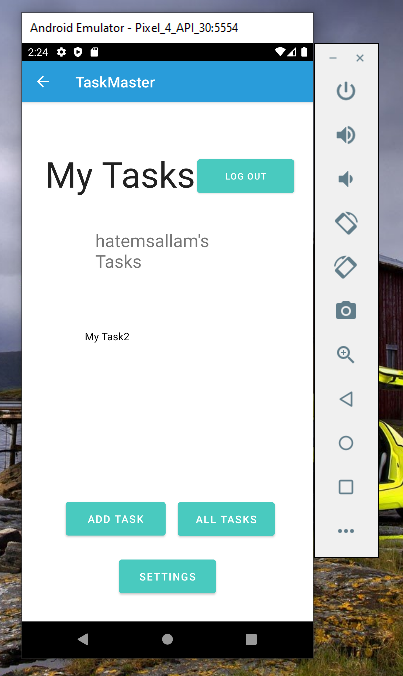 Android Emulator - Pixel_4_API_30:5554
2:24
TaskMaster
My Tasks
LOG OUT
hatemsallam's
Tasks
My Task2
ADD TASK
ALL TASKS
SETTINGS